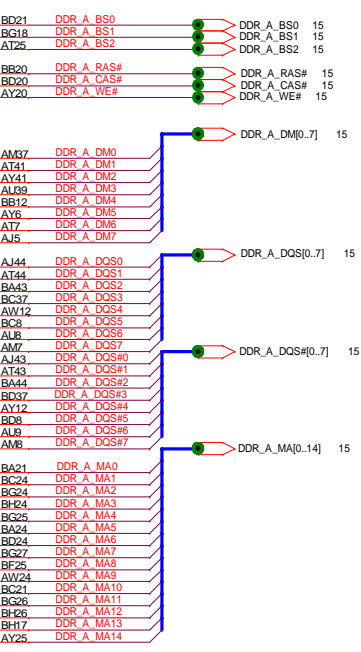 BD21 DDR_A_BS0 DDR_A_BS0 15
BG18 DDR_A_BS1 DDR_A_BS1 15
AT25 DDR_A_BS2 DDR_A_BS2 15
BB20 DDR_A_RAS# DDR_A_RAS# 15
BD20 DDR_A_CAS# DDR_A_CAS# 15
AY20 DDR_A_WE# DDR_A_WE# 15
DDR_A_DM[0..7] 15
AM37 DDR_A_DM0
AT41 DDR_A_DM1
AY41 DDR_A_DM2
AU39 DDR_A_DM3
BB12 DDR_A_DM4
AY6 DDR_A_DM5
AT7 DDR_A_DM6
AJ5 DDR_A_DM7
DDR_A_DQS[0..7] 15
AJ44 DDR_A_DQS0
AT44 DDR_A_DQS1
BA43 DDR_A_DQS2
BC37 DDR_A_DQS3
AW12 DDR_A_DQS4
BC8 DDR_A_DQS5
AU8 DDR_A_DQS6
AM7 DDR_A_DQS7
DDR_A_DQS#[0..7] 15
AJ43 DDR_A_DQS#0
AT43 DDR_A_DQS#1
BA44 DDR_A_DQS#2
BD37 DDR_A_DQS#3
AY12 DDR_A_DQS#4
BD8 DDR_A_DQS#5
AU9 DDR_A_DQS#6
AM8 DDR_A_DQS#7
DDR_A_MA[0..14] 15
BA21 DDR_A_MA0
BC24 DDR_A_MA1
BG24 DDR_A_MA2
BH24 DDR_A_MA3
BG25 DDR_A_MA4
BA24 DDR_A_MA5
BD24 DDR_A_MA6
BG27 DDR_A_MA7
BF25 DDR_A_MA8
AW24 DDR_A_MA9
BC21 DDR_A_MA10
BG26 DDR_A_MA11
BH26 DDR_A_MA12
BH17 DDR_A_MA13
AY25 DDR_A_MA14